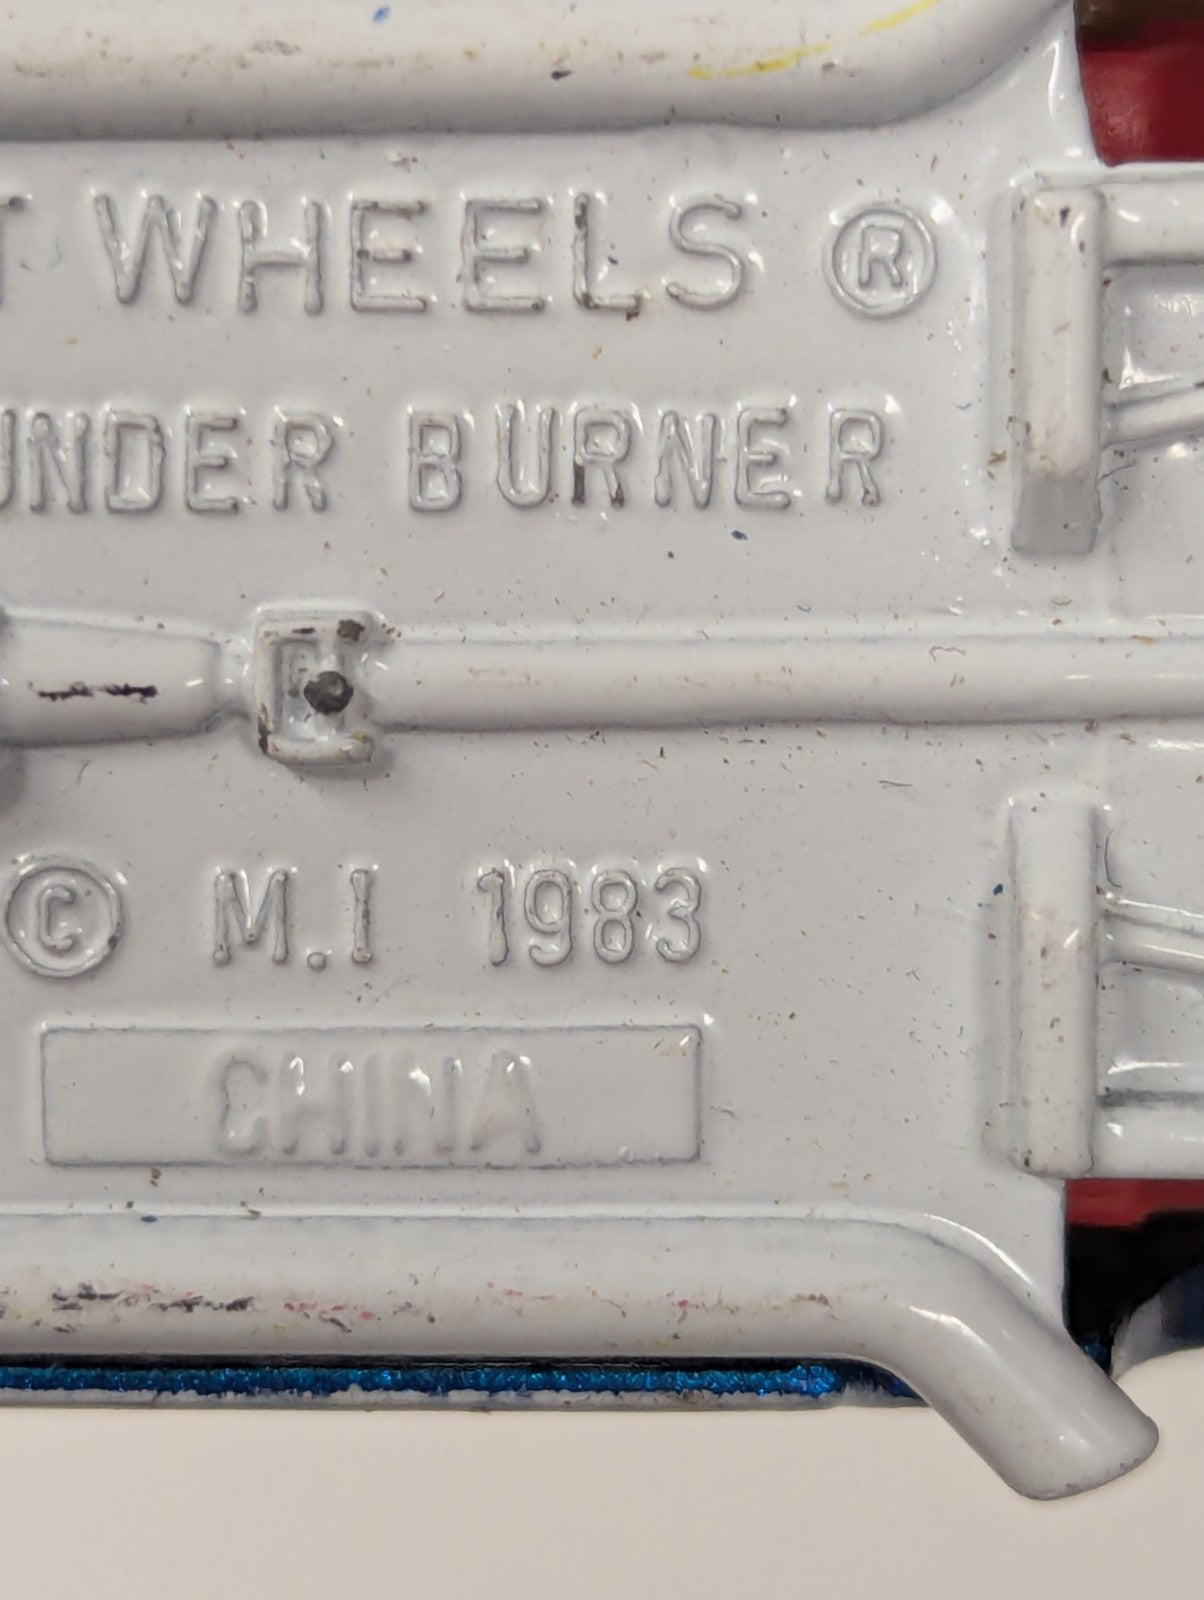 T WHEELS ®
UNDER BURNER
© M.I 1983
CHINA